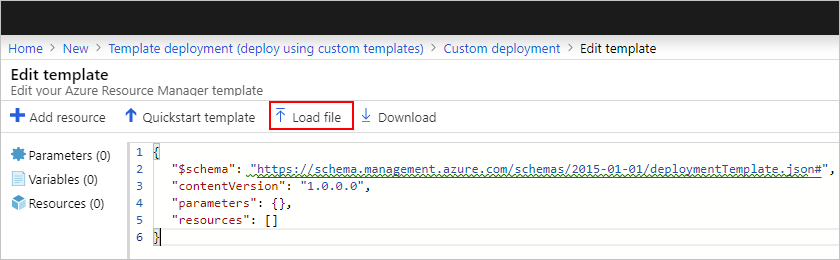 Home > New > Template deployment (deploy using custom templates) > Custom deployment > Edit template
Edit template
Edit your Azure Resource Manager template
Add resource Quickstart template Load file Download
Parameters (0)
Variables (0)
Resources (0)
1 {
2 "$schema": "https://schema.management.azure.com/schemas/2015-01-01/deploymentTemplate.json#",
3 "contentVersion": "1.0.0.0",
4 "parameters": {},
5 "resources": []
6 }